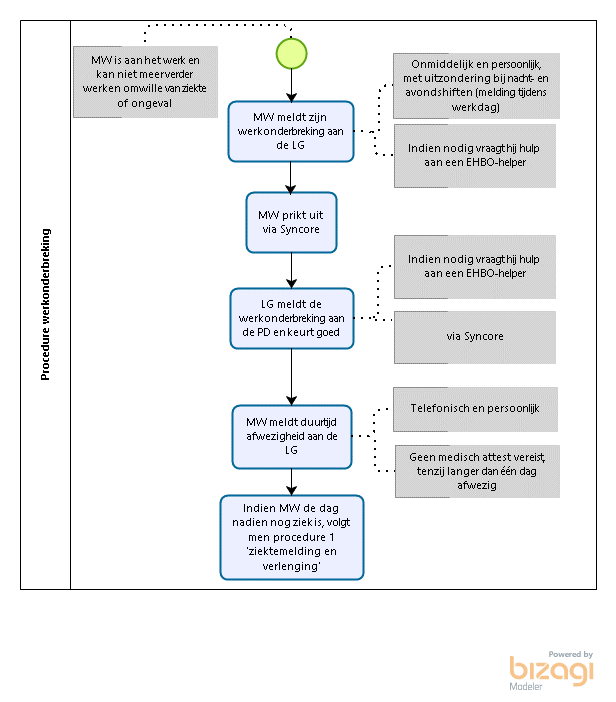 Procedure werkonderbreking
MW is aan het werk en
kan niet meer verder
werken omwille van ziekte
of ongeval
MW meldt zijn
werkonderbreking aan
de LG
Onmiddelijk en persoonlijk,
met uitzondering bij nacht- en
avondshiften (melding tijdens
werkdag)
Indien nodig vraagt hij hulp
aan een EHBO-helper
MW prikt uit
via Syncore
LG meldt de
werkonderbreking aan
de PD en keurt goed
Indien nodig vraagt hij hulp
aan een EHBO-helper
via Syncore
MW meldt duurtijd
afwezigheid aan de
LG
Telefonisch en persoonlijk
Geen medisch attest vereist,
tenzij langer dan één dag
afwezig
Indien MW de dag
nadien nog ziek is, volgt
men procedure 1
'ziektemelding en
verlenging'
Powered by
bizagi
Modeler